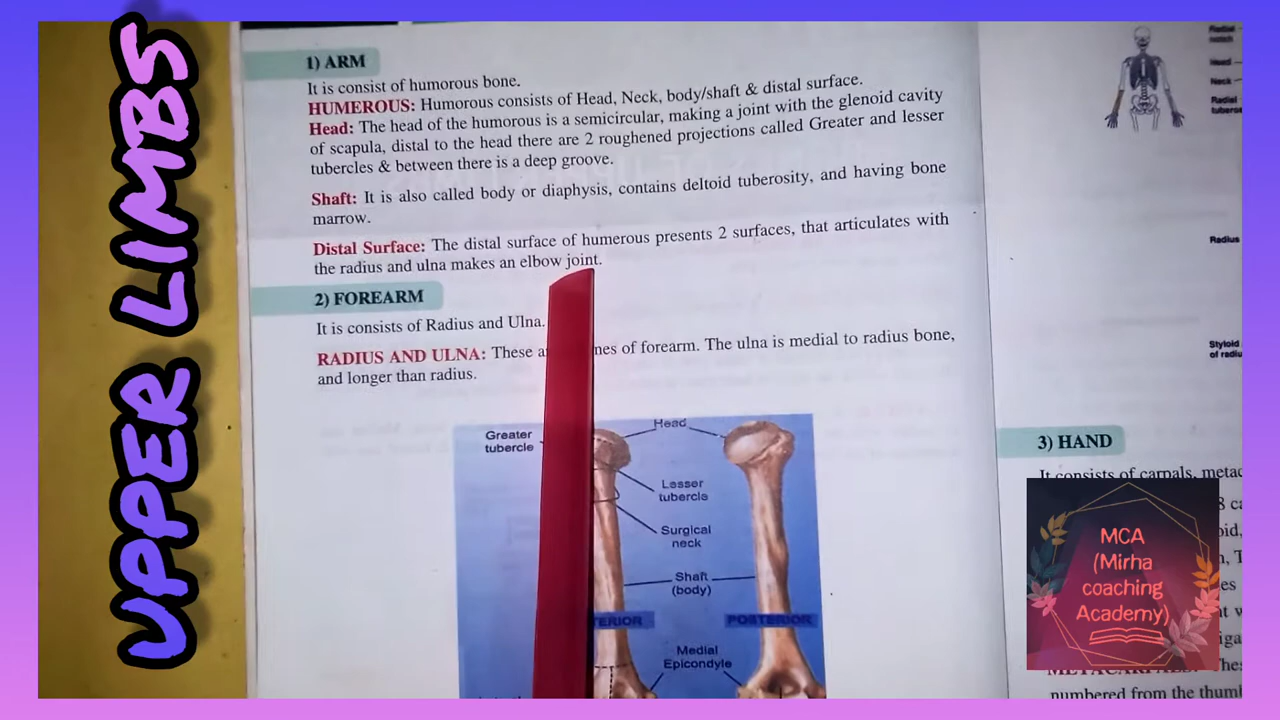 UPPER LIMBS
1) ARM
It is consist of humorous bone.
HUMEROUS: Humorous consists of Head, Neck, body/shaft & distal surface.
Head: The head of the humorous is a semicircular, making a joint with the glenoid cavity
of scapula, distal to the head there are 2 roughened projections called Greater and lesser
tubercles & between there is a deep groove.
Shaft: It is also called body or diaphysis, contains deltoid tuberosity, and having bone
marrow.
Distal Surface: The distal surface of humerous presents 2 surfaces, that articulates with
the radius and ulna makes an elbow joint.
2) FOREARM
It is consists of Radius and Ulna.
RADIUS AND ULNA: These of forearm. The ulna is medial to radius bone,
and longer than radius.
Greater
tubercle
Head
Lesser
tubercle
Surgical
neck
Shaft
(body)
POSTERIOR
Medial
Epicondyle
Radial
notch
Head
Neck
Radial
Radius
Styloid
of
3) HAND
It consists of carpals,
MCA
(Mirha
coaching
Academy)
numbered from the